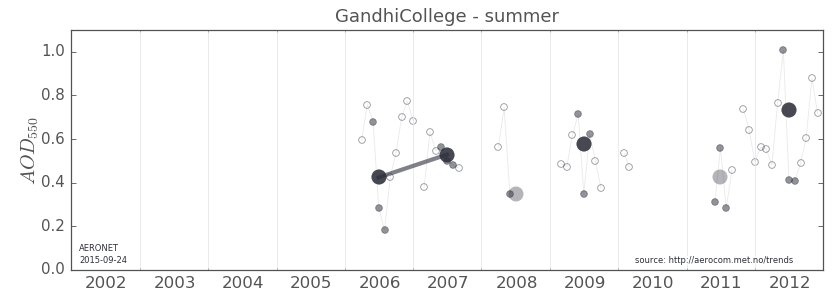 GandhiCollege - summer
AOD550
1.0
0.8
0.6
0.4
0.2
0.0
AERONET
2015-09-24
source: http://aerocom.met.no/trends
2002 2003 2004 2005 2006 2007 2008 2009 2010 2011 2012